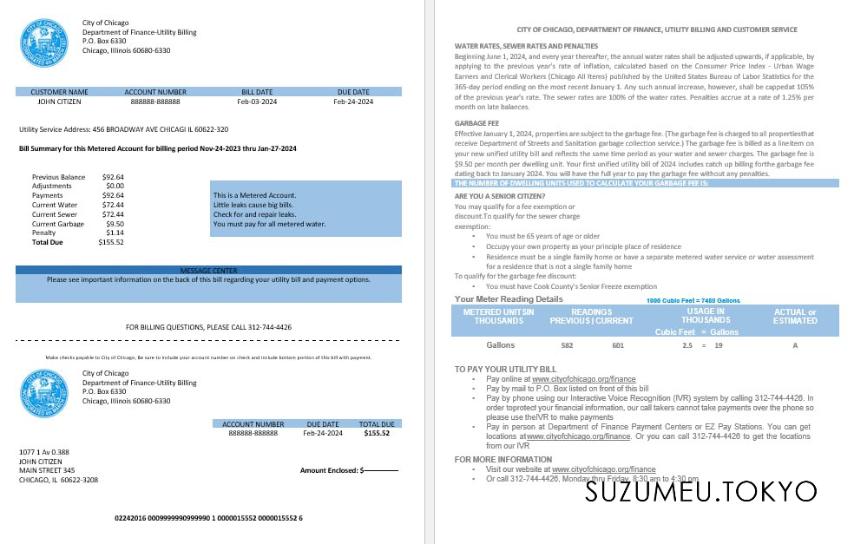 City of Chicago
Department of Finance-Utility Billing
P.O. Box 6330
Chicago, Illinois 60680-6330
CUSTOMER NAME ACCOUNT NUMBER BILL DATE DUE DATE
JOHN CITIZEN 888888-888888 Feb-03-2024 Feb-24-2024
Utility Service Address: 456 BROADWAY AVE CHICAGI IL 60622-320
Bill Summary for this Metered Account for billing period Nov-24-2023 thru Jan-27-2024
Previous Balance $92.64
Adjustments $0.00
Payments $92.64
Current Water $72.44
Current Sewer $72.44
Current Garbage $9.50
Penalty $1.14
Total Due $155.52
This is a Metered Account.
Little leaks cause big bills.
Check for and repair leaks.
You must pay for all metered water.
MESSAGE CENTER
Please see important information on the back of this bill regarding your utility bill and payment options.
FOR BILLING QUESTIONS, PLEASE CALL 312-744-4426
Make checks payable to City of Chicago, Be sure to include your account number on check and include bottom portion of this bill with payment.
City of Chicago
Department of Finance-Utility Billing
P.O. Box 6330
Chicago, Illinois 60680-6330
ACCOUNT NUMBER DUE DATE TOTAL DUE
888888-888888 Feb-24-2024 $155.52
1077 1 Av 0.388
JOHN CITIZEN
MAIN STREET 345
CHICAGO, IL 60622-3208
Amount Enclosed: $
02242016 0009999990999990 1 0000015552 0000015552 6
CITY OF CHICAGO, DEPARTMENT OF FINANCE, UTILITY BILLING AND CUSTOMER SERVICE
WATER RATES, SEWER RATES AND PENALTIES
Beginning June 1, 2024, and every year thereafter, the annual water rates shall be adjusted upwards, if applicable, by
applying to the previous year's rate of inflation, calculated based on the Consumer Price Index - Urban Wage
Earners and Clerical Workers (Chicago All Items) published by the United States Bureau of Labor Statistics for the
365-day period ending on the most recent January 1. Any such annual increase, however, shall be capped at 105%
of the previous year's rate. The sewer rates are 100% of the water rates. Penalties accrue at a rate of 1.25% per
month on late balances.
GARBAGE FEE
Effective January 1, 2024, properties are subject to the garbage fee. (The garbage fee is charged to all propertiesthat
receive Department of Streets and Sanitation garbage collection service.) The garbage fee is billed as a lineitem on
your new unified utility bill and reflects the same time period as your water and sewer charges. The garbage fee is
$9.50 per month per dwelling unit. Your first unified utility bill of 2024 includes catch up billing forthe garbage fee
dating back to January 2024. You will have the full year to pay the garbage fee without any penalties.
THE NUMBER OF DWELLING UNITS USED TO CALCULATE YOUR GARBAGE FEE IS:
ARE YOU A SENIOR CITIZEN?
You may qualify for a fee exemption or
discount.To qualify for the sewer charge
exemption:
• You must be 65 years of age or older
• Occupy your own property as your principle place of residence
• Residence must be a single family home or have a separate metered water service or water assessment
for a residence that is not a single family home
To qualify for the garbage fee discount:
• You must have Cook County's Senior Freeze exemption
Your Meter Reading Details 1000 Cubic Feet = 7480 Gallons
METERED UNITSIN READINGS USAGE IN ACTUAL or
THOUSANDS PREVIOUS | CURRENT THOUSANDS ESTIMATED
Cubic Feet = Gallons
Gallons 582 601 2.5 = 19 A
TO PAY YOUR UTILITY BILL
• Pay online at www.cityofchicago.org/finance
• Pay by mail to P.O. Box listed on front of this bill
• Pay by phone using our Interactive Voice Recognition (IVR) system by calling 312-744-4426. In
order toprotect your financial information, our call takers cannot take payments over the phone so
please use theIVR to make payments
• Pay in person at Department of Finance Payment Centers or EZ Pay Stations. You can get
locations atwww.cityofchicago.org/finance. Or you can call 312-744-4426 to get the locations
from our IVR
FOR MORE INFORMATION
• Visit our website at www.cityofchicago.org/finance
• Or call 312-744-4426, Monday thru Friday, 8:30 am to 4:30 pm
SUZUMEU.TOKYO